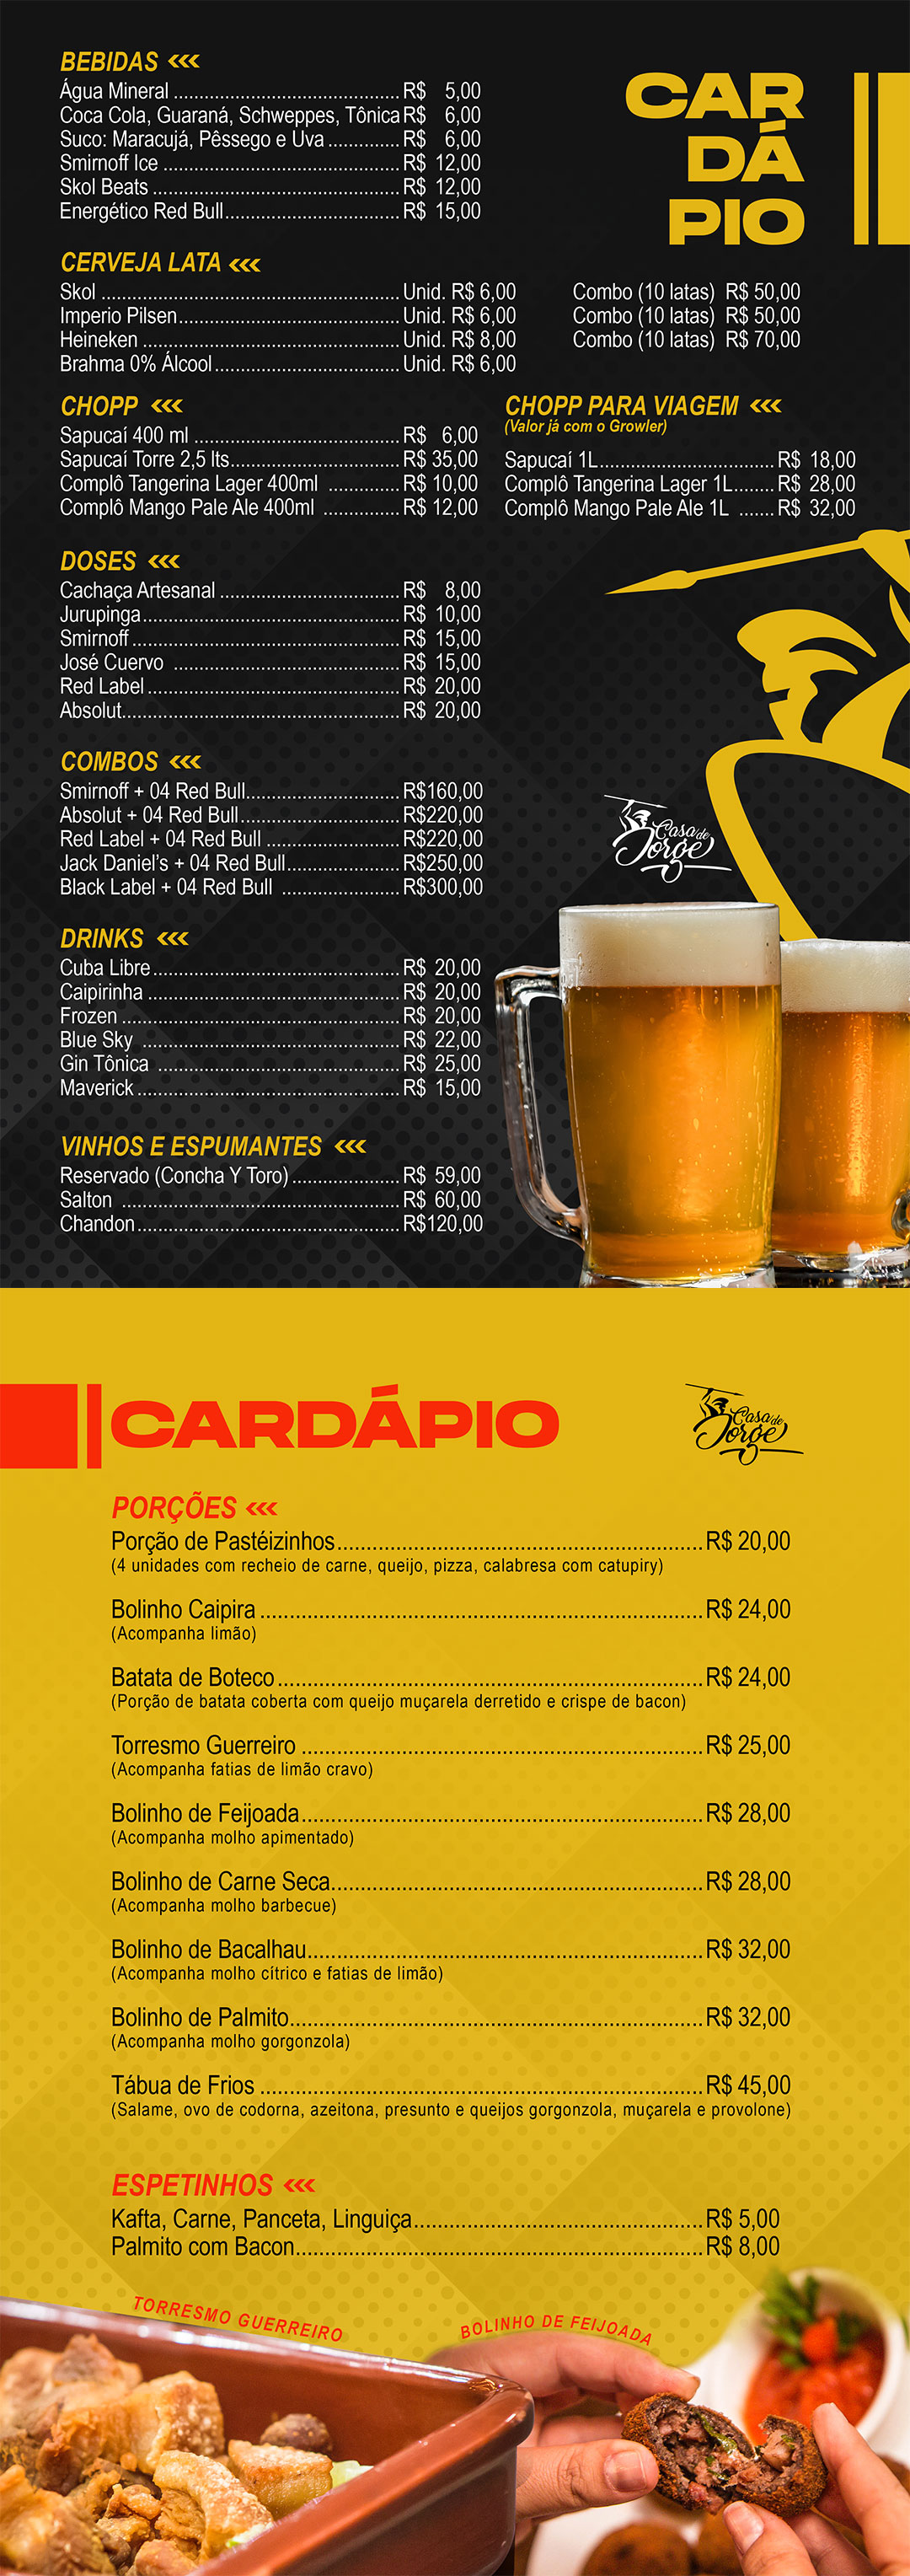 CAR
DÁ
PIO
BEBIDAS
Água Mineral ........................................ R$ 5,00
Coca Cola, Guaraná, Schweppes, Tônica R$ 6,00
Suco: Maracujá, Pêssego e Uva ............. R$ 6,00
Smirnoff Ice ......................................... R$ 12,00
Skol Beats ........................................... R$ 12,00
Energético Red Bull............................... R$ 15,00
CERVEJA LATA
Skol .................................................... Unid. R$ 6,00 Combo (10 latas) R$ 50,00
Imperio Pilsen....................................... Unid. R$ 6,00 Combo (10 latas) R$ 50,00
Heineken ............................................. Unid. R$ 8,00 Combo (10 latas) R$ 70,00
Brahma 0% Álcool................................ Unid. R$ 6,00
CHOPP
Sapucaí 400 ml .................................... R$ 6,00
Sapucaí Torre 2,5 lts.............................. R$ 35,00
Complô Tangerina Lager 400ml ............. R$ 10,00
Complô Mango Pale Ale 400ml .............. R$ 12,00
CHOPP PARA VIAGEM
(Valor já com o Growler)
Sapucaí 1L................................... R$ 18,00
Complô Tangerina Lager 1L........ R$ 28,00
Complô Mango Pale Ale 1L ....... R$ 32,00
DOSES
Cachaça Artesanal ................................ R$ 8,00
Jurupinga............................................. R$ 10,00
Smirnoff............................................... R$ 15,00
José Cuervo ........................................ R$ 15,00
Red Label............................................ R$ 20,00
Absolut................................................ R$ 20,00
COMBOS
Smirnoff + 04 Red Bull........................... R$160,00
Absolut + 04 Red Bull............................ R$220,00
Red Label + 04 Red Bull ........................ R$220,00
Jack Daniel’s + 04 Red Bull.................... R$250,00
Black Label + 04 Red Bull ..................... R$300,00
Casa de
Jorge
DRINKS
Cuba Libre........................................... R$ 20,00
Caipirinha ............................................ R$ 20,00
Frozen ................................................ R$ 20,00
Blue Sky ............................................. R$ 22,00
Gin Tônica .......................................... R$ 25,00
Maverick.............................................. R$ 15,00
VINHOS E ESPUMANTES
Reservado (Concha Y Toro)................... R$ 59,00
Salton ................................................. R$ 60,00
Chandon.............................................. R$120,00
CARDÁPIO
Casa de
Jorge
PORÇÕES
Porção de Pastéizinhos.............................................................. R$ 20,00
(4 unidades com recheio de carne, queijo, pizza, calabresa com catupiry)
Bolinho Caipira ........................................................................... R$ 24,00
(Acompanha limão)
Batata de Boteco........................................................................ R$ 24,00
(Porção de batata coberta com queijo muçarela derretido e crispe de bacon)
Torresmo Guerreiro .................................................................... R$ 25,00
(Acompanha fatias de limão cravo)
Bolinho de Feijoada.................................................................... R$ 28,00
(Acompanha molho apimentado)
Bolinho de Carne Seca............................................................... R$ 28,00
(Acompanha molho barbecue)
Bolinho de Bacalhau................................................................... R$ 32,00
(Acompanha molho cítrico e fatias de limão)
Bolinho de Palmito...................................................................... R$ 32,00
(Acompanha molho gorgonzola)
Tábua de Frios ........................................................................... R$ 45,00
(Salame, ovo de codorna, azeitona, presunto e queijos gorgonzola, muçarela e provolone)
ESPETINHOS
Kafta, Carne, Panceta, Linguiça................................................. R$ 5,00
Palmito com Bacon..................................................................... R$ 8,00
TORRESMO GUERREIRO
BOLINHO DE FEIJOADA